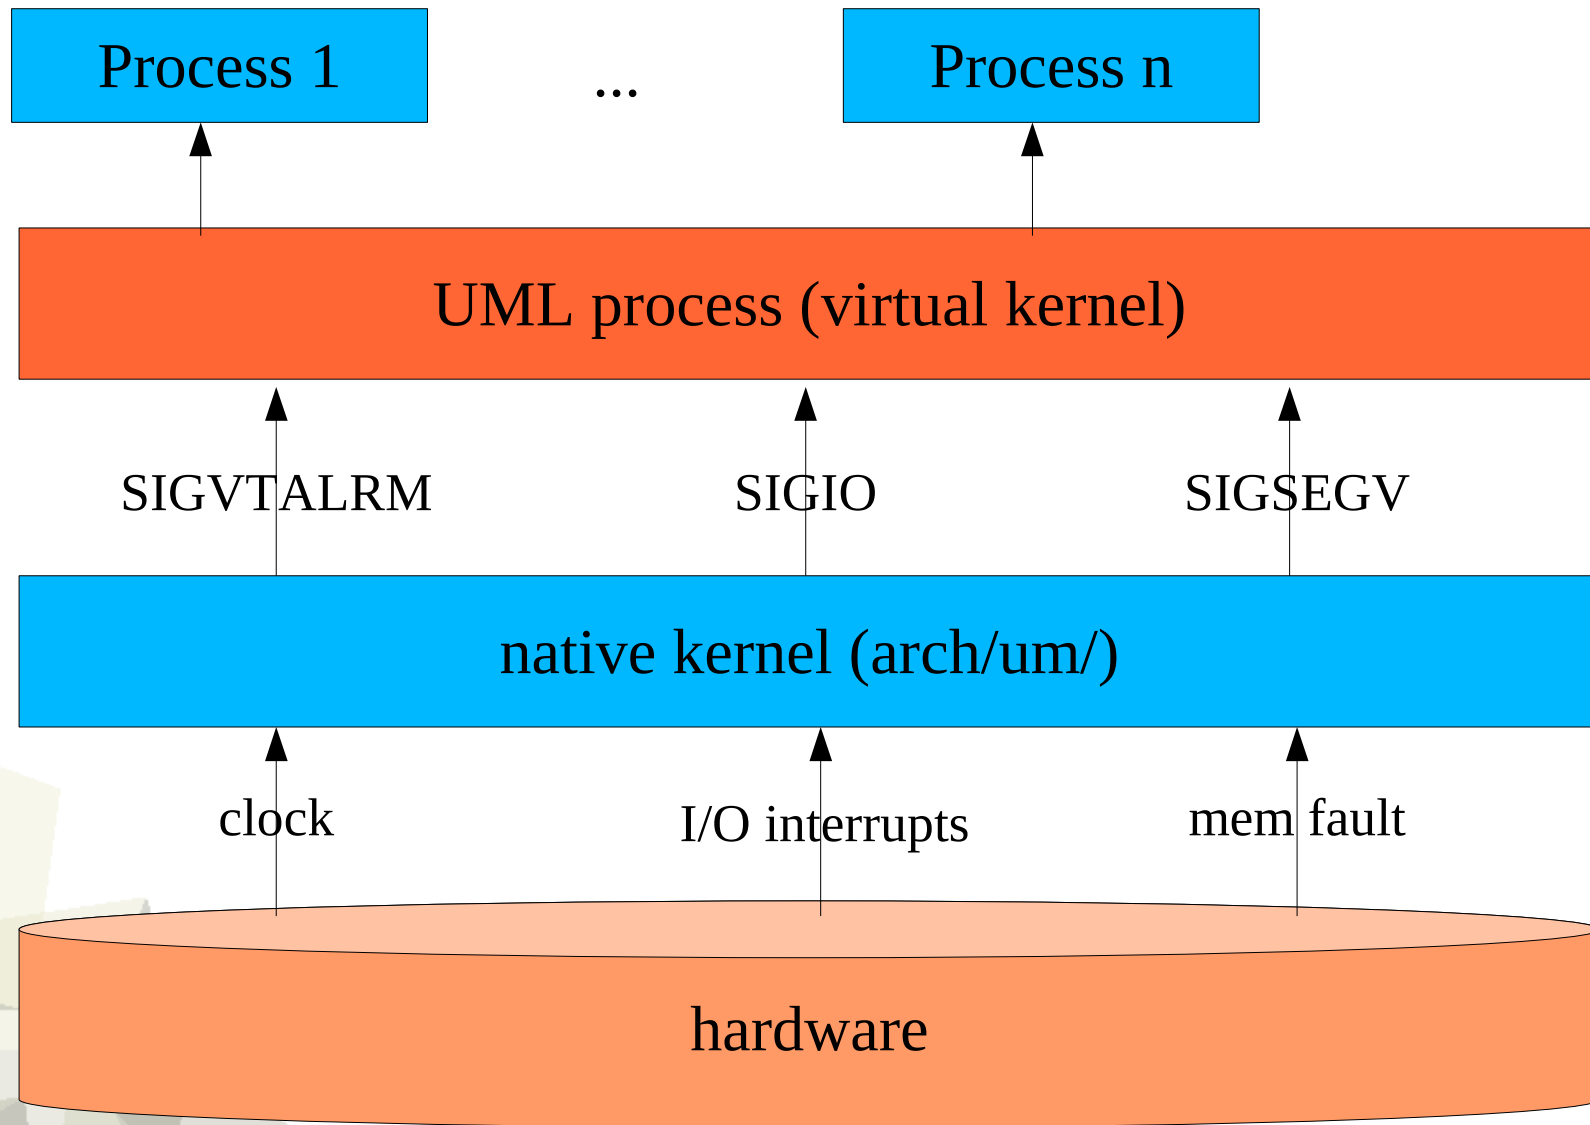 Process 1 ... Process n
UML process (virtual kernel)
SIGVTALRM SIGIO SIGSEGV
native kernel (arch/um/)
clock I/O interrupts mem fault
hardware